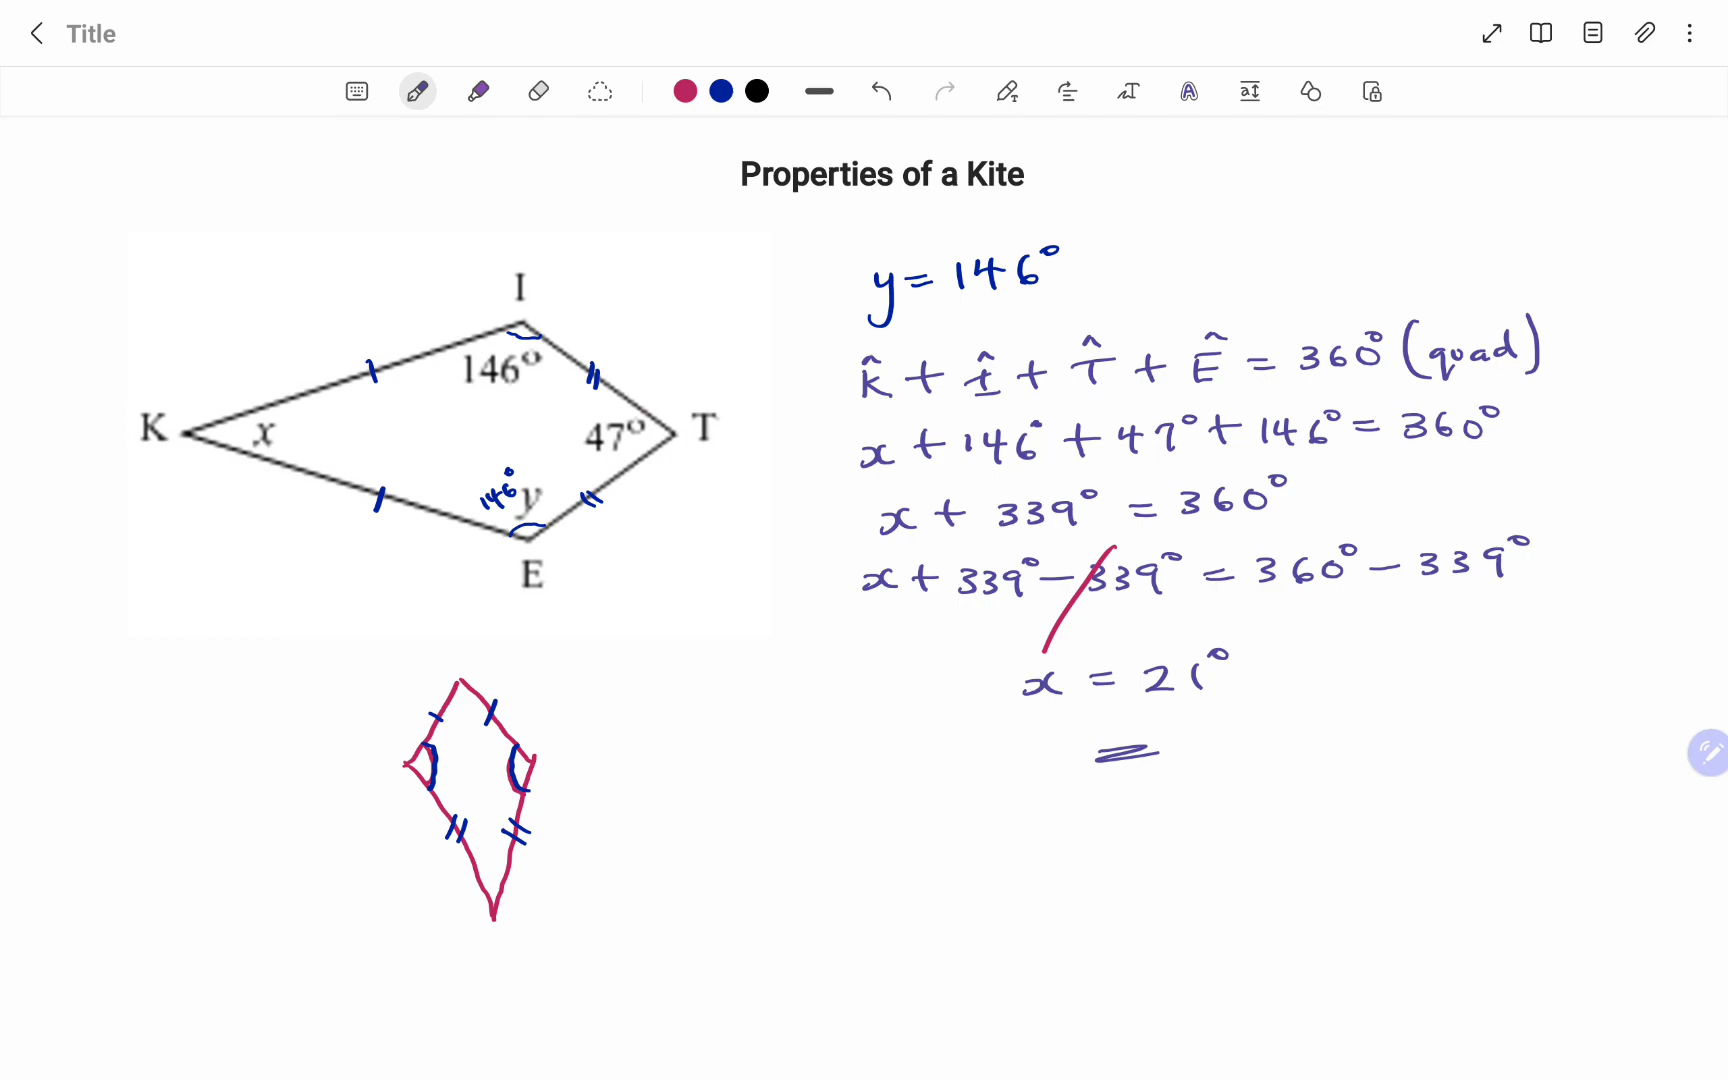 Title
Properties of a Kite
I
146°
K
x
47°
T
146°
y
E
y = 146°
K̂ + Î + T̂ + Ê = 360° (quad)
x + 146° + 47° + 146° = 360°
x + 339° = 360°
x + 339° − 339° = 360° − 339°
x = 21°